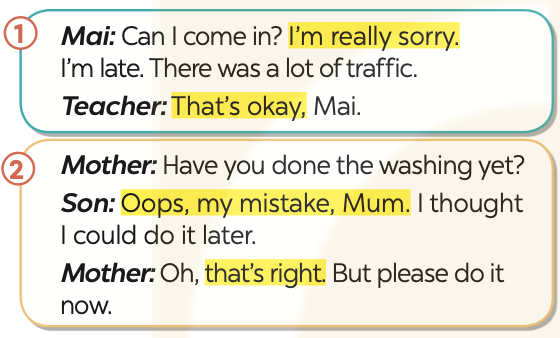 1
Mai: Can I come in? I'm really sorry.
I'm late. There was a lot of traffic.
Teacher: That's okay, Mai.
2
Mother: Have you done the washing yet?
Son: Oops, my mistake, Mum. I thought
I could do it later.
Mother: Oh, that's right. But please do it
now.